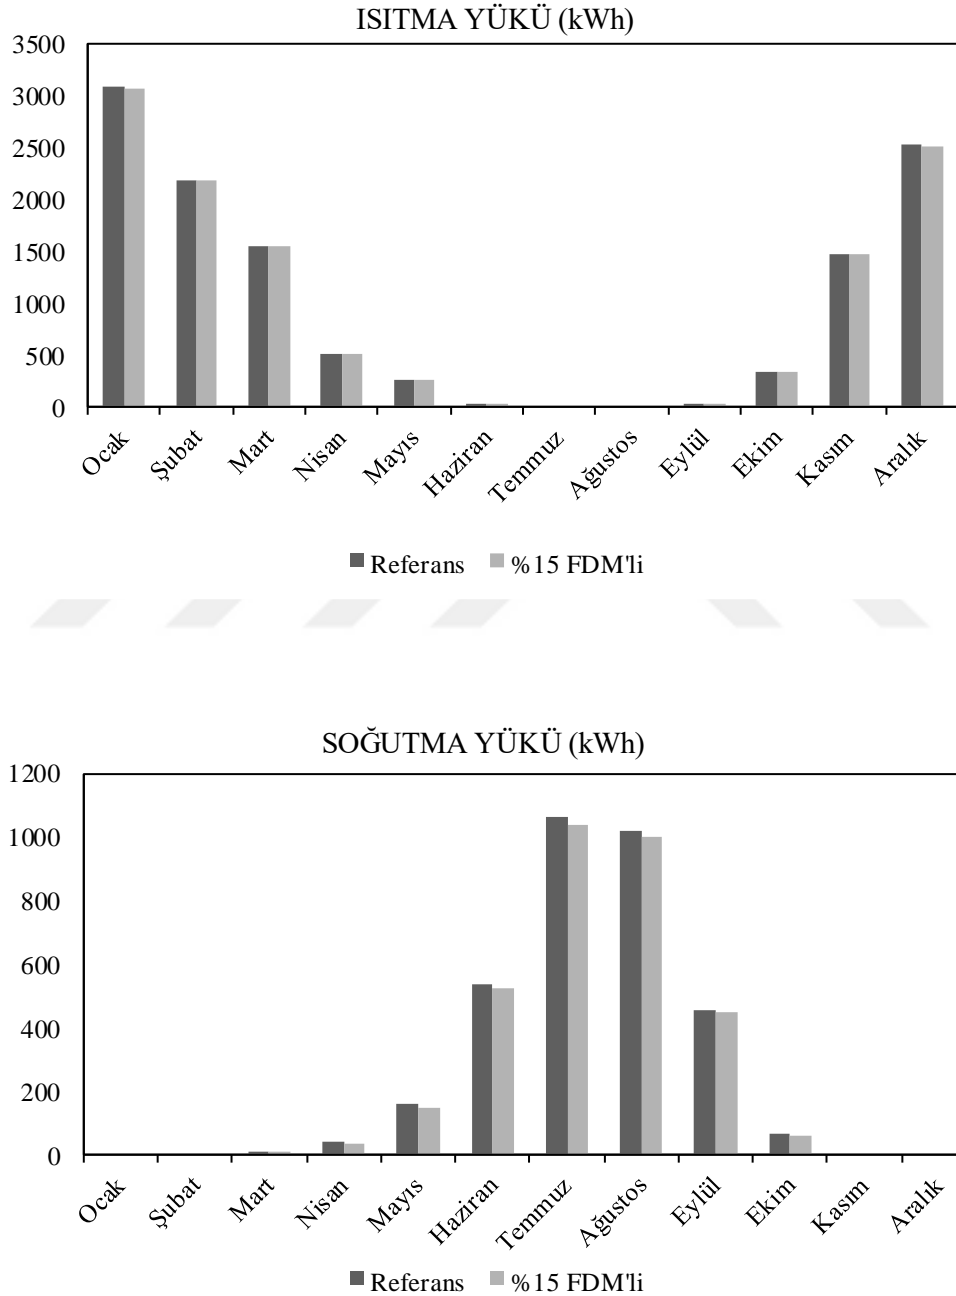 ISITMA YÜKÜ (kWh)
3500
3000
2500
2000
1500
1000
500
0
Ocak
Şubat
Mart
Nisan
Mayıs
Haziran
Temmuz
Ağustos
Eylül
Ekim
Kasım
Aralık
Referans %15 FDM'li
SOĞUTMA YÜKÜ (kWh)
1200
1000
800
600
400
200
0
Ocak
Şubat
Mart
Nisan
Mayıs
Haziran
Temmuz
Ağustos
Eylül
Ekim
Kasım
Aralık
Referans %15 FDM'li